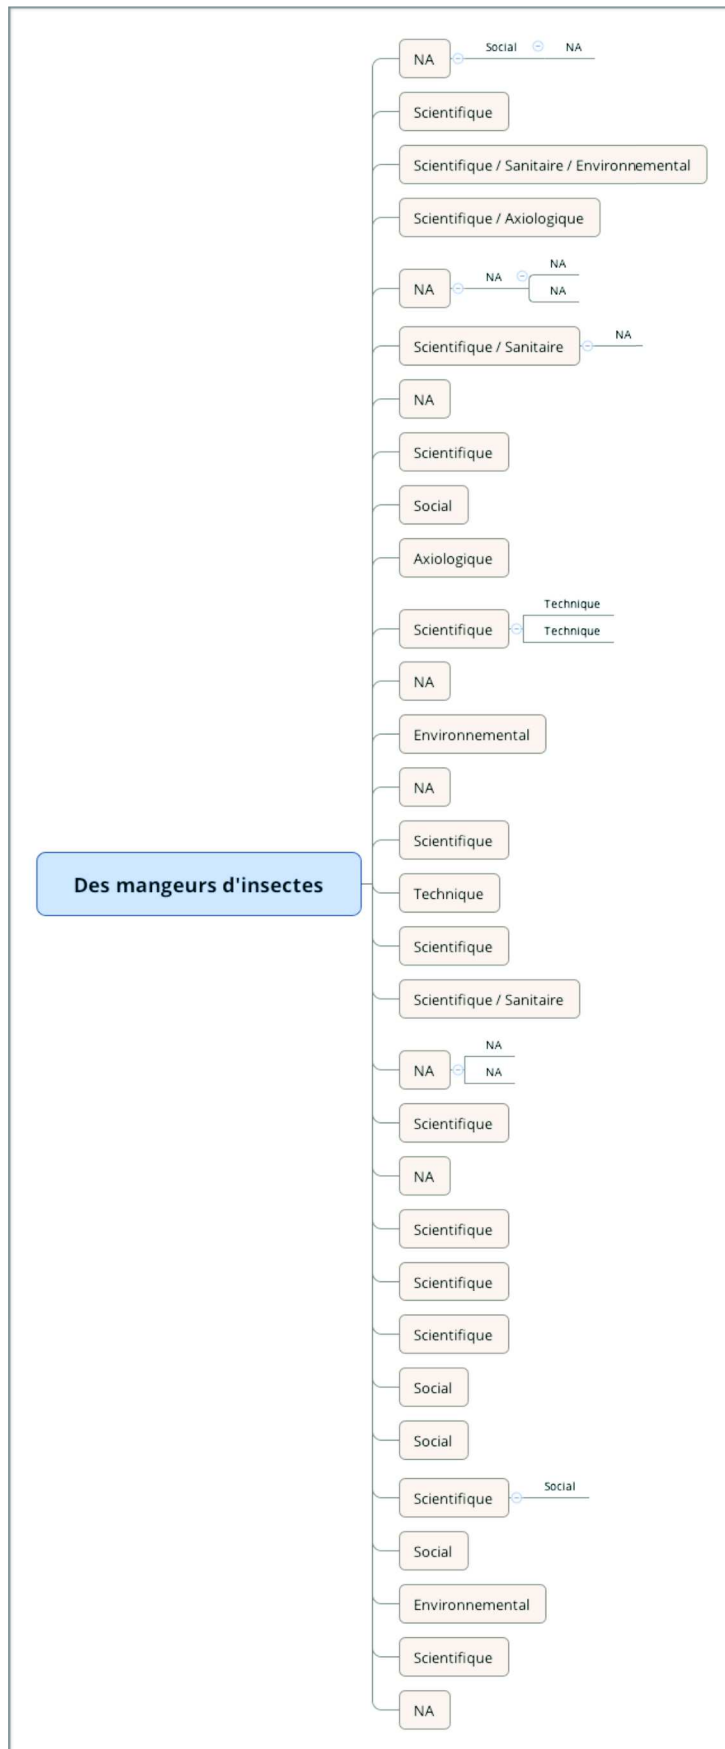 NA
Social
NA
Scientifique
Scientifique / Sanitaire / Environnemental
Scientifique / Axiologique
NA
NA
NA
NA
Scientifique / Sanitaire
NA
NA
Scientifique
Social
Axiologique
Scientifique
Technique
Technique
NA
Environnemental
NA
Scientifique
Des mangeurs d'insectes
Technique
Scientifique
Scientifique / Sanitaire
NA
NA
NA
Scientifique
NA
Scientifique
Scientifique
Scientifique
Social
Social
Scientifique
Social
Social
Environnemental
Scientifique
NA